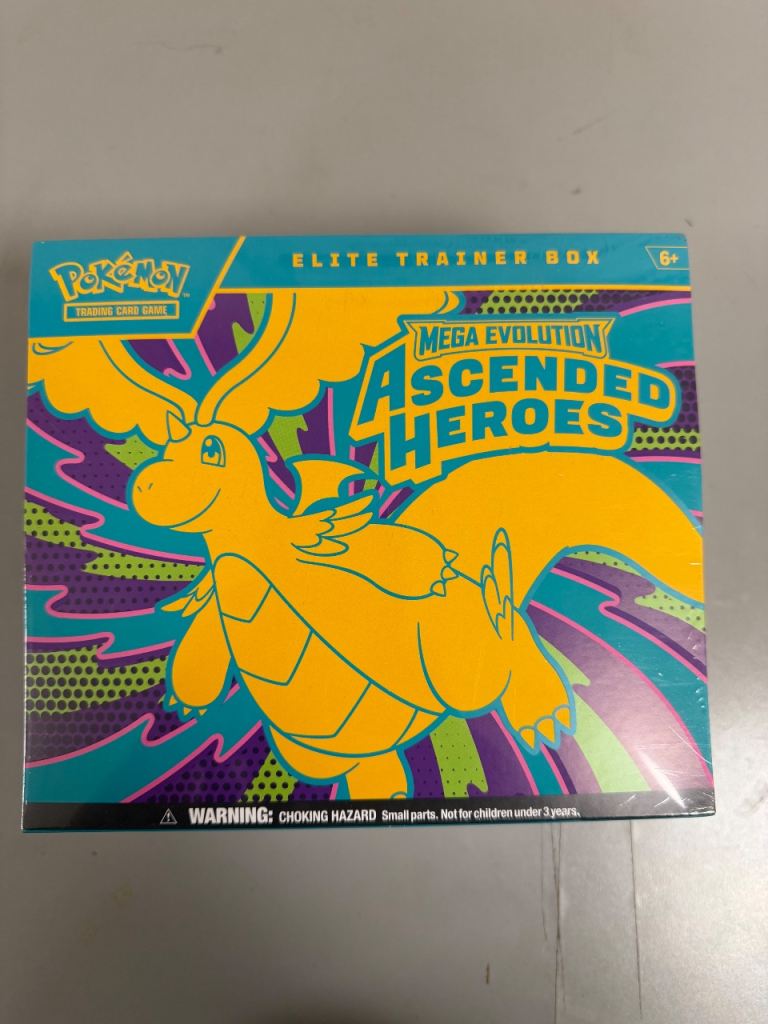 POKéMON™
TRADING CARD GAME
ELITE TRAINER BOX
6+
MEGA EVOLUTION
ASCENDED
HEROES
⚠ WARNING: CHOKING HAZARD Small parts. Not for children under 3 years.